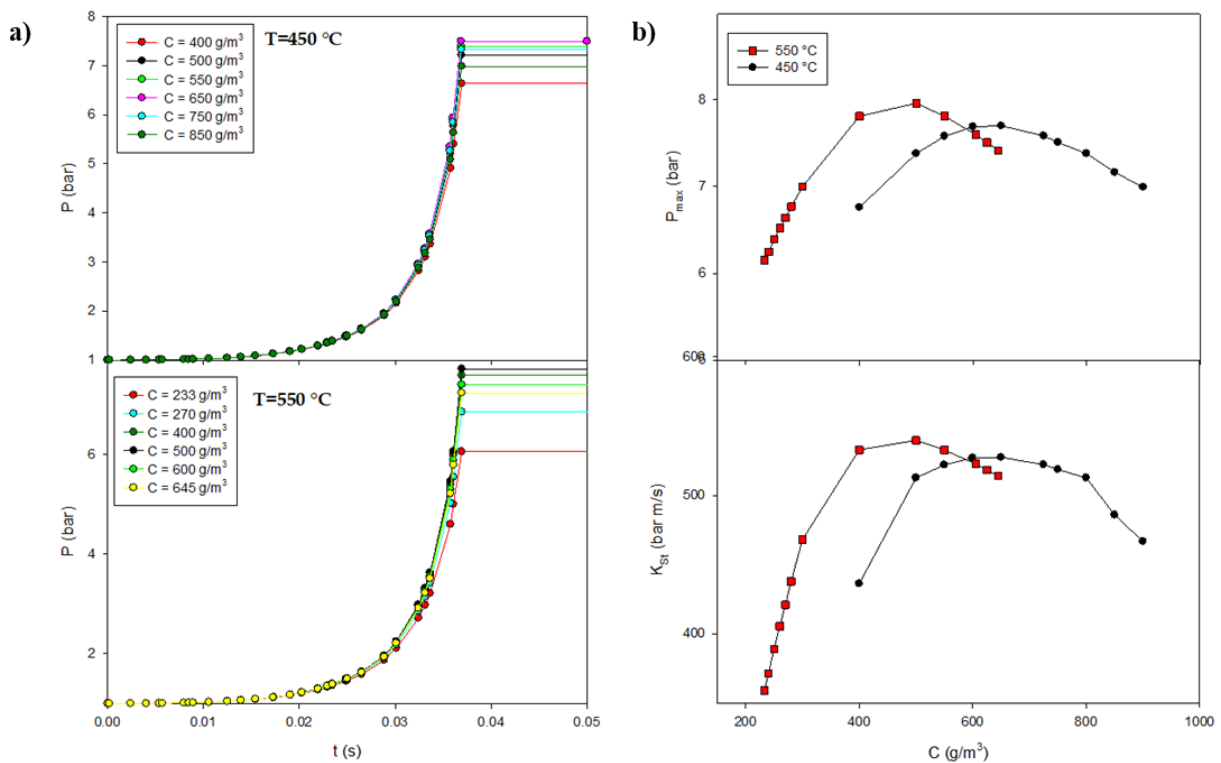 a)
8
7
6
5
4
3
2
1
P (bar)
C = 400 g/m³
C = 500 g/m³
C = 550 g/m³
C = 650 g/m³
C = 750 g/m³
C = 850 g/m³
T=450 °C
6
4
2
P (bar)
C = 233 g/m³
C = 270 g/m³
C = 400 g/m³
C = 500 g/m³
C = 600 g/m³
C = 645 g/m³
T=550 °C
0.00 0.01 0.02 0.03 0.04 0.05
t (s)
b)
550 °C
450 °C
8
7
6
P_max (bar)
600
500
400
K_St (bar m/s)
200 400 600 800 1000
C (g/m³)